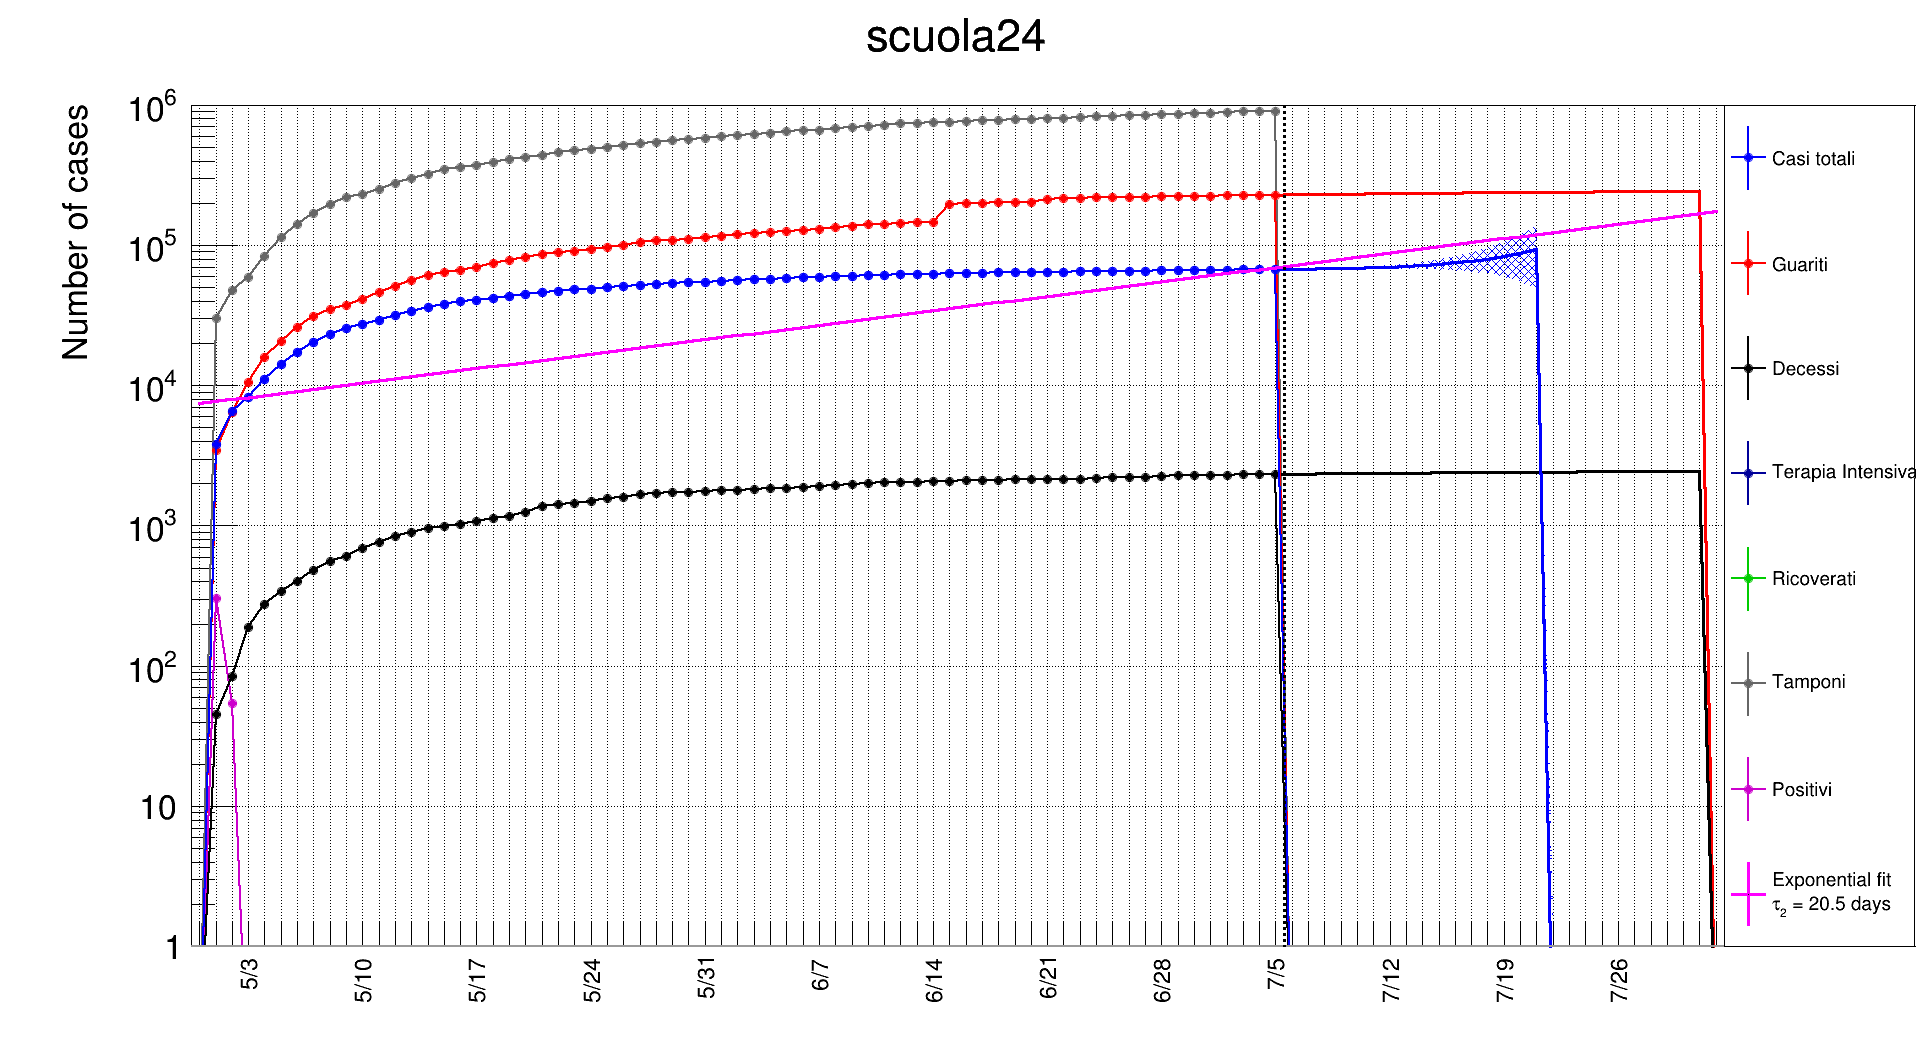 scuola24
Number of cases
10^6
10^5
10^4
10^3
10^2
10
1
5/3
5/10
5/17
5/24
5/31
6/7
6/14
6/21
6/28
7/5
7/12
7/19
7/26
Casi totali
Guariti
Decessi
Terapia Intensiva
Ricoverati
Tamponi
Positivi
Exponential fit
τ_2 = 20.5 days